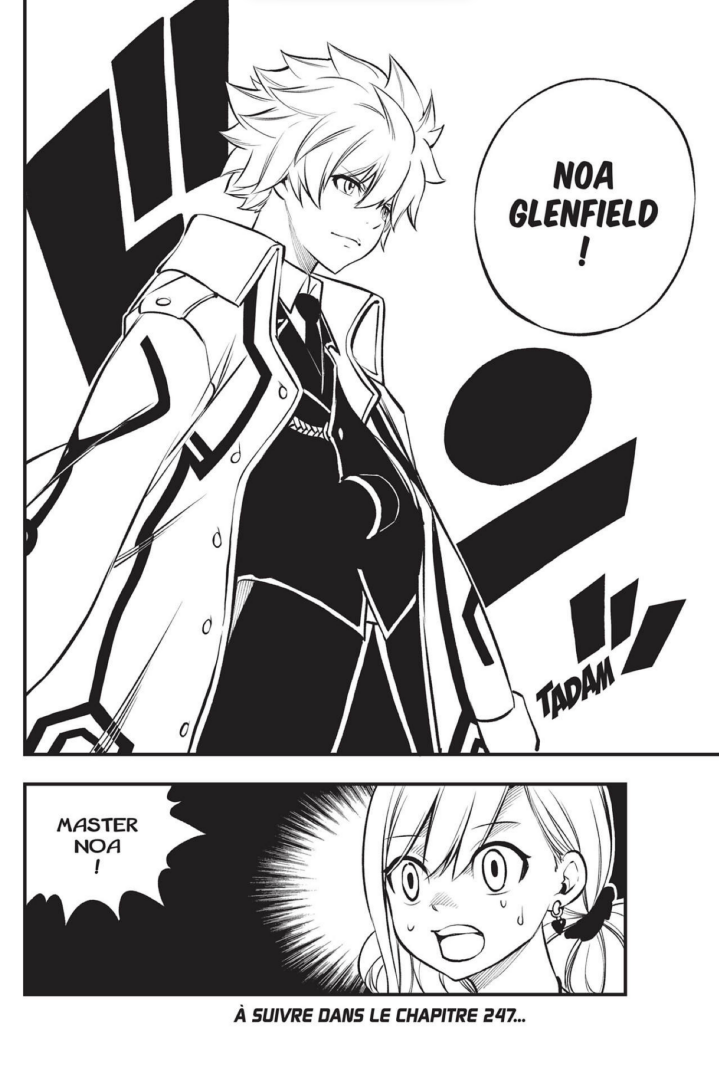 NOA
GLENFIELD
!
TADAM
MASTER
NOA
!
À SUIVRE DANS LE CHAPITRE 247...